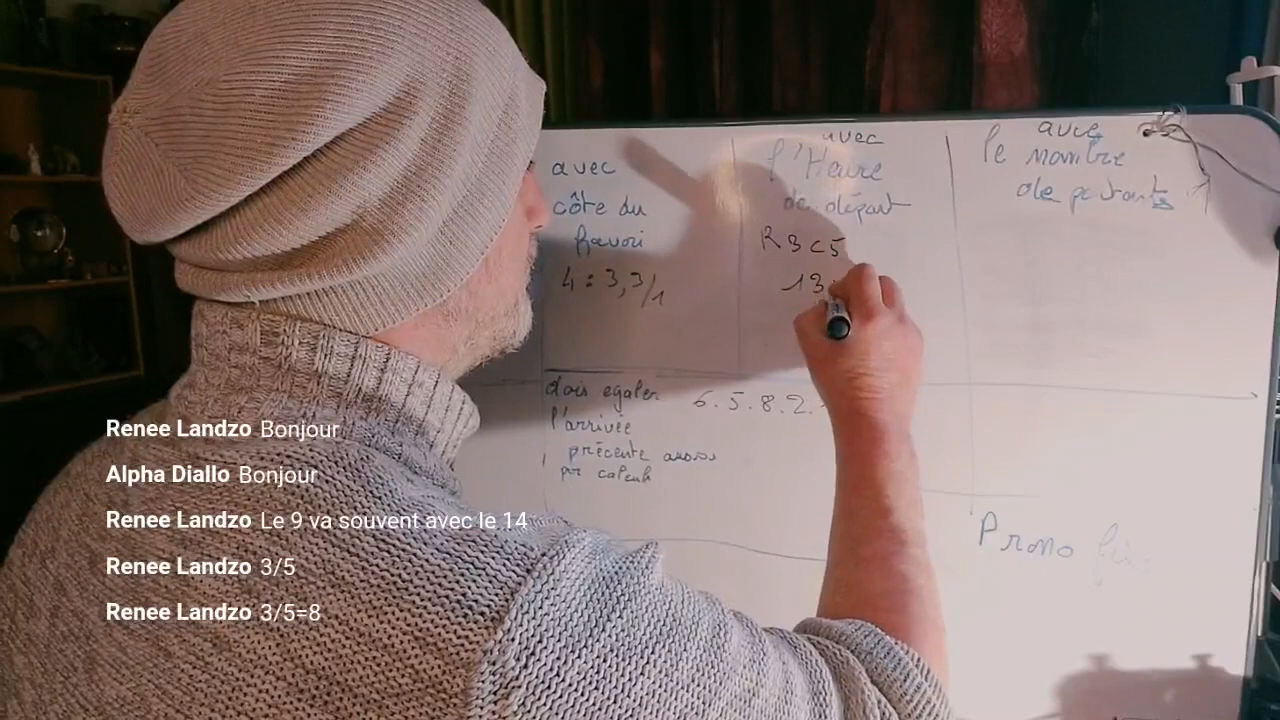 avec
côte du
favori
4 : 3,3/1
avec
l'Heure
de départ
R3C5
13
avec
le nombre
de partants
dois egaler
l'arrivée
précente
par calcul
6.5.8.2.
Prono
Renee Landzo Bonjour
Alpha Diallo Bonjour
Renee Landzo Le 9 va souvent avec le 14
Renee Landzo 3/5
Renee Landzo 3/5=8